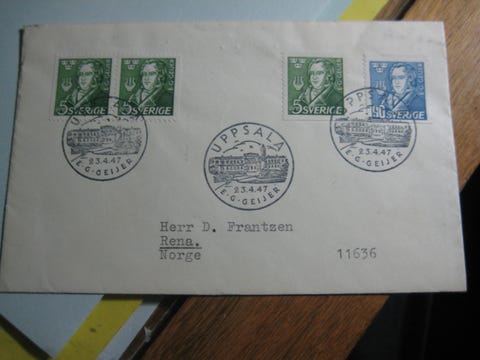 5 SVERIGE
5 SVERIGE
5 SVERIGE
90 SVERIGE
E·G·GEIJER
UPPSALA
23.4.47
E·G·GEIJER
UPPSALA
23.4.47
E·G·GEIJER
UPPSALA
23.4.47
E·G·GEIJER
Herr D. Frantzen
Rena.
Norge
11636